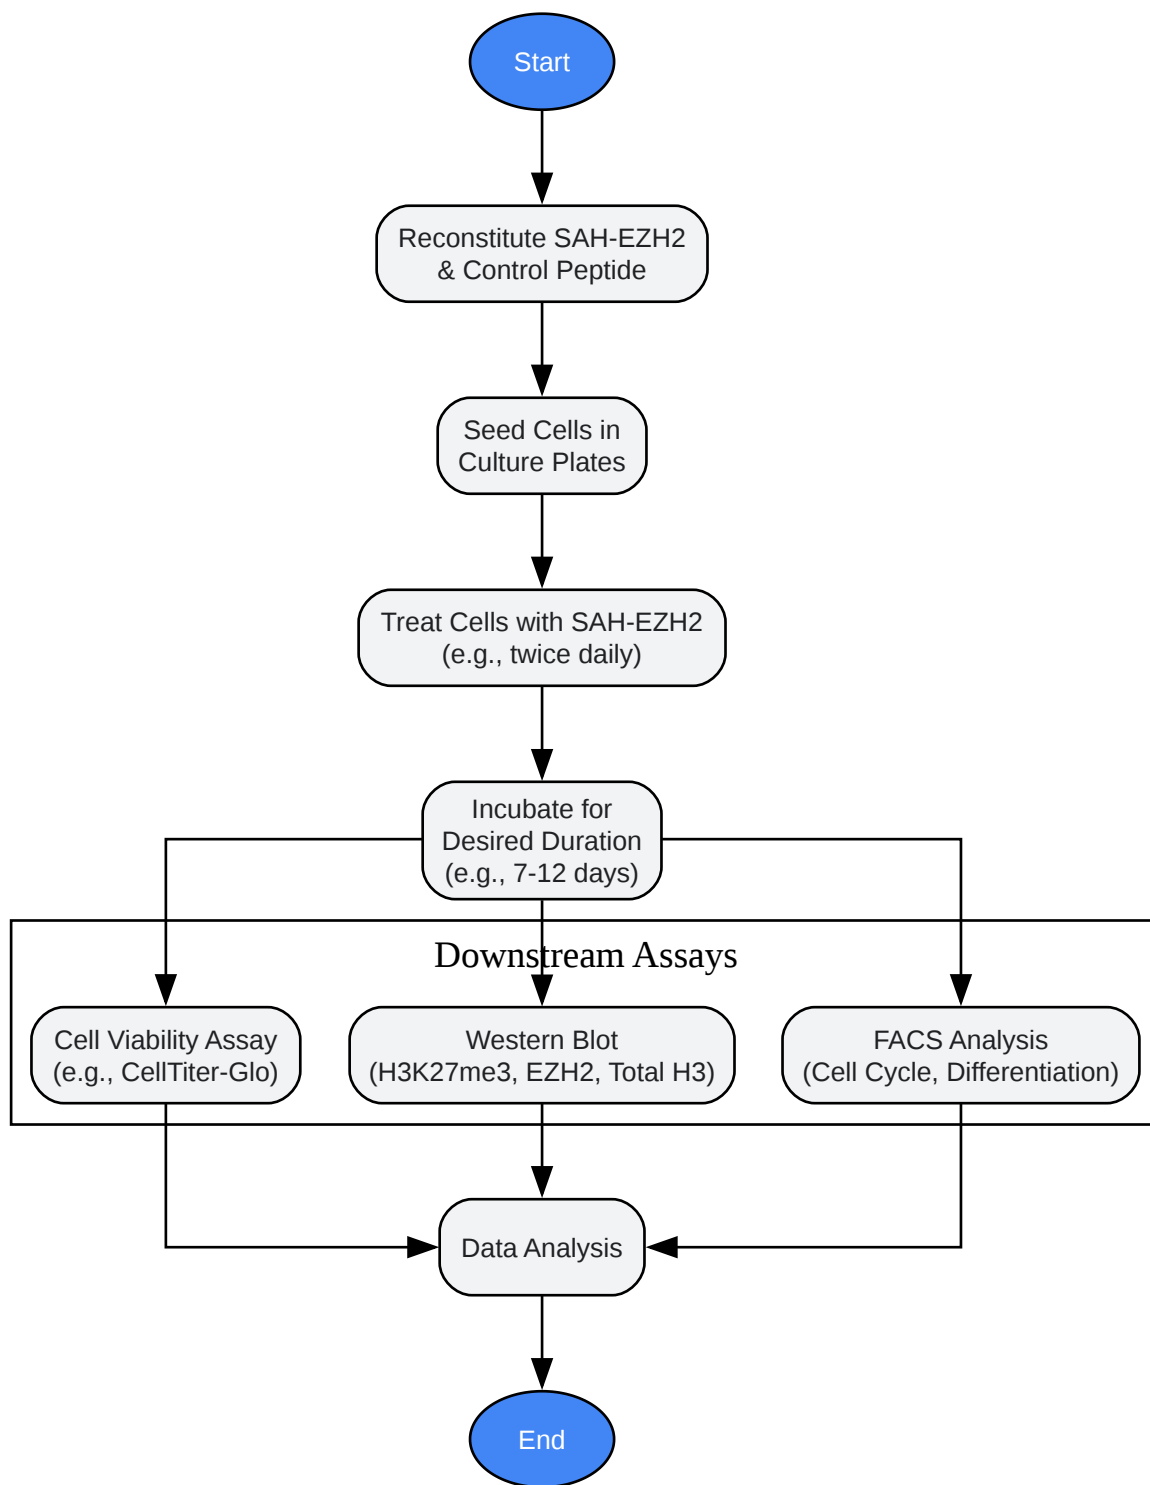 Start
Reconstitute SAH-EZH2
& Control Peptide
Seed Cells in
Culture Plates
Treat Cells with SAH-EZH2
(e.g., twice daily)
Incubate for
Desired Duration
(e.g., 7-12 days)
Downstream Assays
Cell Viability Assay
(e.g., CellTiter-Glo)
Western Blot
(H3K27me3, EZH2, Total H3)
FACS Analysis
(Cell Cycle, Differentiation)
Data Analysis
End